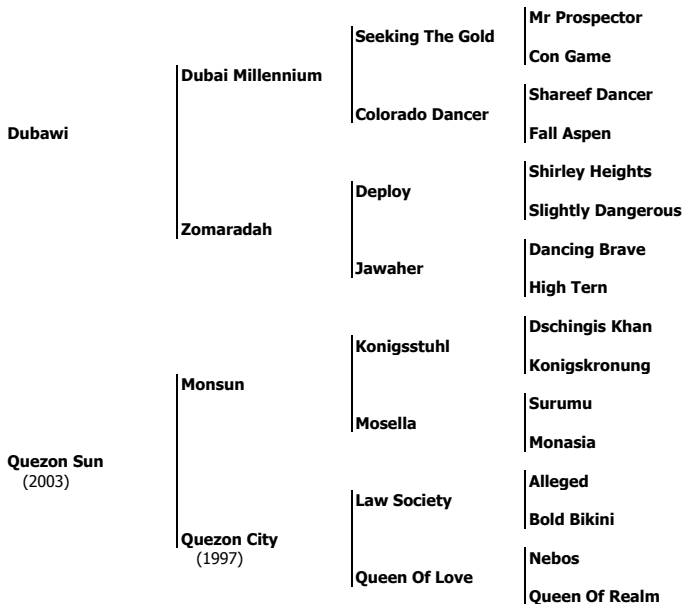 Mr Prospector
Seeking The Gold
Con Game
Dubai Millennium
Shareef Dancer
Colorado Dancer
Fall Aspen
Dubawi
Shirley Heights
Deploy
Slightly Dangerous
Zomaradah
Dancing Brave
Jawaher
High Tern
Dschingis Khan
Konigsstuhl
Konigskronung
Monsun
Surumu
Mosella
Monasia
Quezon Sun
(2003)
Alleged
Law Society
Bold Bikini
Quezon City
(1997)
Nebos
Queen Of Love
Queen Of Realm